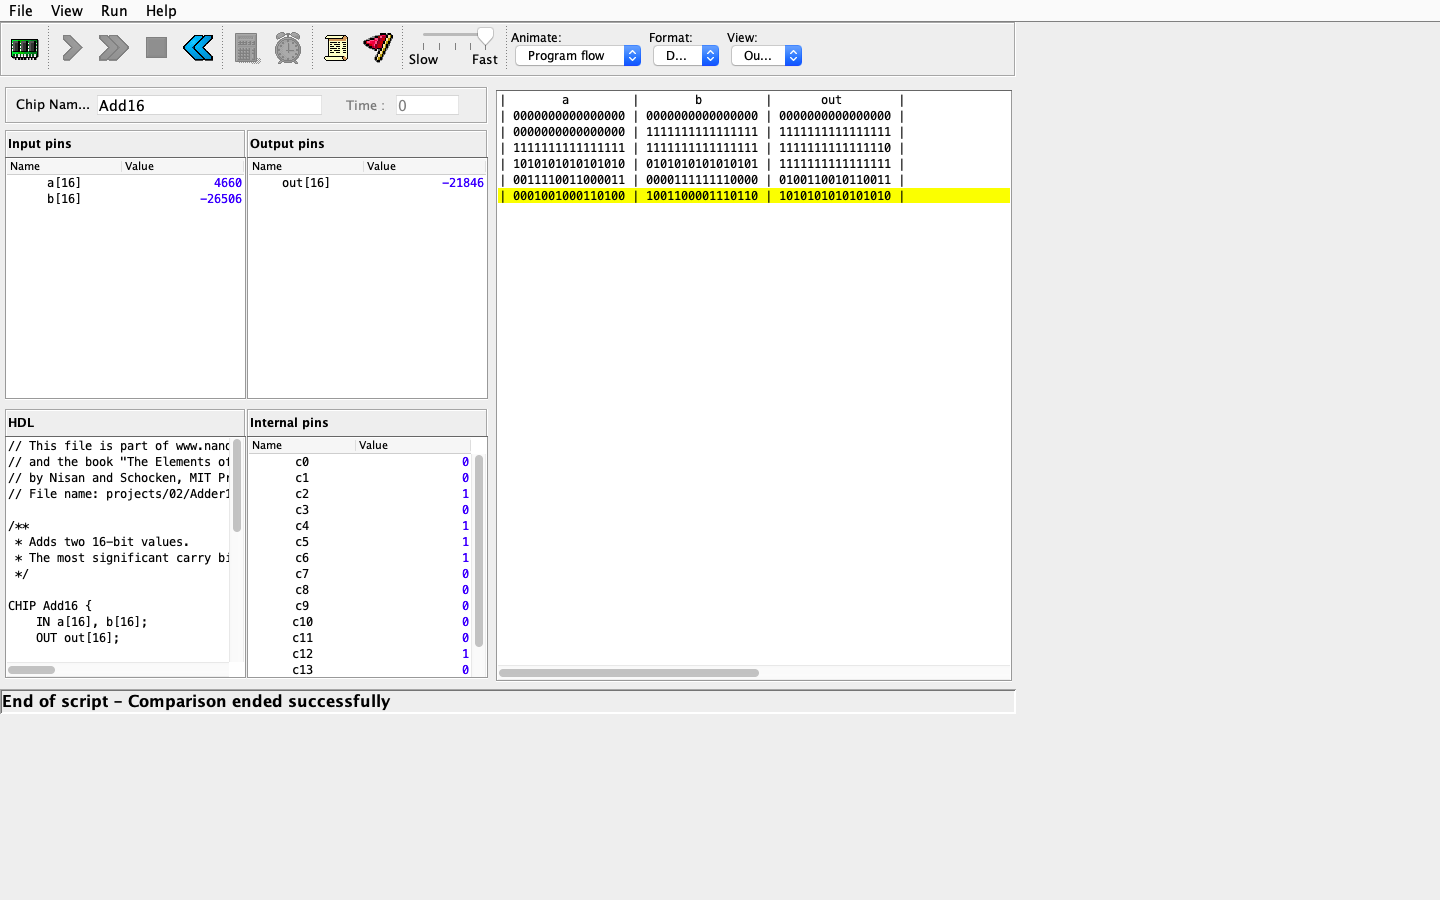 File View Run Help
Animate: Format: View:
Slow Fast Program flow D... Ou...
Chip Nam... Add16 Time : 0
Input pins
Name Value
a[16] 4660
b[16] -26506
Output pins
Name Value
out[16] -21846
HDL
// This file is part of www.nand
// and the book "The Elements of
// by Nisan and Schocken, MIT Pr
// File name: projects/02/Adder1
/**
* Adds two 16-bit values.
* The most significant carry bi
*/
CHIP Add16 {
IN a[16], b[16];
OUT out[16];
Internal pins
Name Value
c0 0
c1 0
c2 1
c3 0
c4 1
c5 1
c6 1
c7 0
c8 0
c9 0
c10 0
c11 0
c12 1
c13 0
| a | b | out |
| 0000000000000000 | 0000000000000000 | 0000000000000000 |
| 0000000000000000 | 1111111111111111 | 1111111111111111 |
| 1111111111111111 | 1111111111111111 | 1111111111111110 |
| 1010101010101010 | 0101010101010101 | 1111111111111111 |
| 0011110011000011 | 0000111111110000 | 0100110010110011 |
| 0001001000110100 | 1001100001110110 | 1010101010101010 |
End of script - Comparison ended successfully